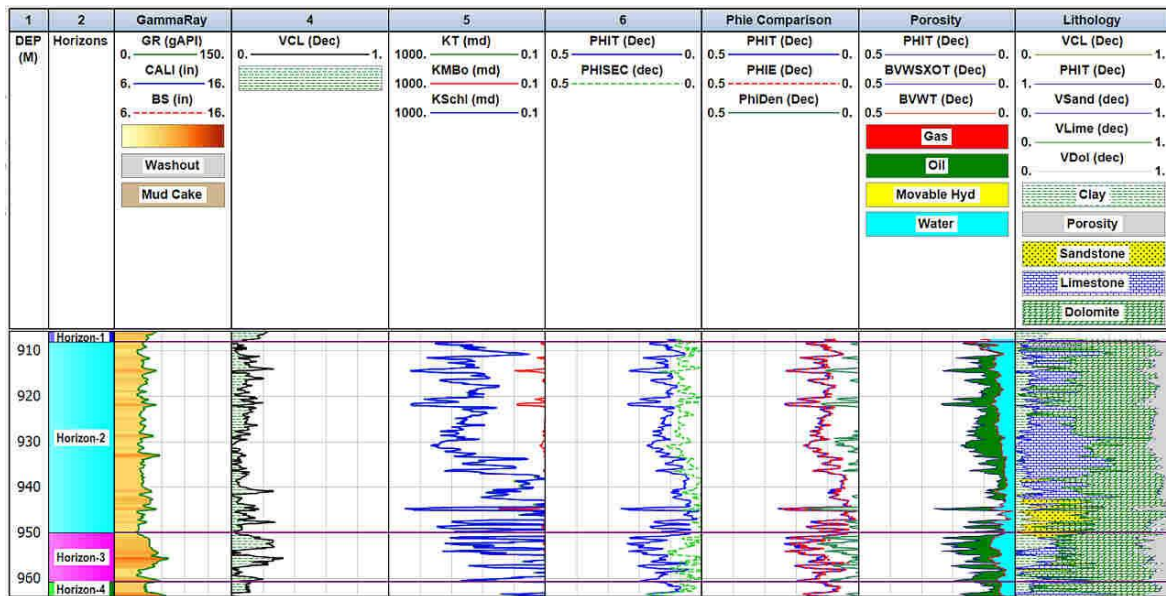 1 2 GammaRay 4 5 6 Phie Comparison Porosity Lithology
DEP (M) Horizons
GR (gAPI)
0. 150.
CALI (in)
6. 16.
BS (in)
6. 16.
Washout
Mud Cake
VCL (Dec)
0. 1.
KT (md)
1000. 0.1
KMBo (md)
1000. 0.1
KSchl (md)
1000. 0.1
PHIT (Dec)
0.5 0.
PHISEC (dec)
0.5 0.
PHIT (Dec)
0.5 0.
PHIE (Dec)
0.5 0.
PhiDen (Dec)
0.5 0.
PHIT (Dec)
0.5 0.
BVWSXOT (Dec)
0.5 0.
BVWT (Dec)
0.5 0.
Gas
Oil
Movable Hyd
Water
VCL (Dec)
0. 1.
PHIT (Dec)
1. 0.
VSand (dec)
0. 1.
VLime (dec)
0. 1.
VDol (dec)
0. 1.
Clay
Porosity
Sandstone
Limestone
Dolomite
Horizon-1
910
920
930
Horizon-2
940
950
Horizon-3
960
Horizon-4